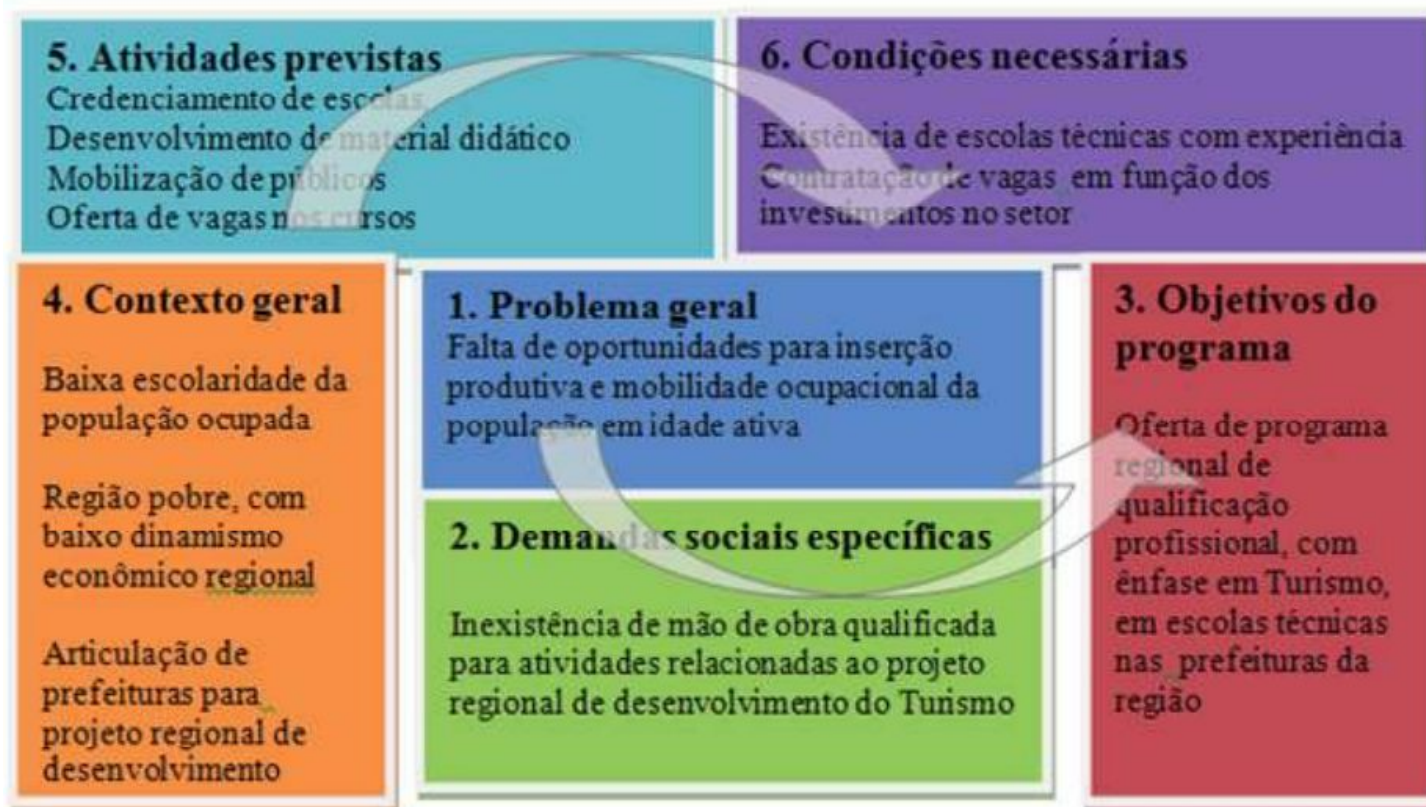 5. Atividades previstas
Credenciamento de escolas,
Desenvolvimento de material didático
Mobilização de públicos
Oferta de vagas nos cursos
6. Condições necessárias
Existência de escolas técnicas com experiência
Contratação de vagas em função dos
investimentos no setor
4. Contexto geral
Baixa escolaridade da
população ocupada
Região pobre, com
baixo dinamismo
econômico regional
Articulação de
prefeituras para
projeto regional de
desenvolvimento
1. Problema geral
Falta de oportunidades para inserção
produtiva e mobilidade ocupacional da
população em idade ativa
2. Demandas sociais específicas
Inexistência de mão de obra qualificada
para atividades relacionadas ao projeto
regional de desenvolvimento do Turismo
3. Objetivos do
programa
Oferta de programa
regional de
qualificação
profissional, com
ênfase em Turismo,
em escolas técnicas
nas prefeituras da
região